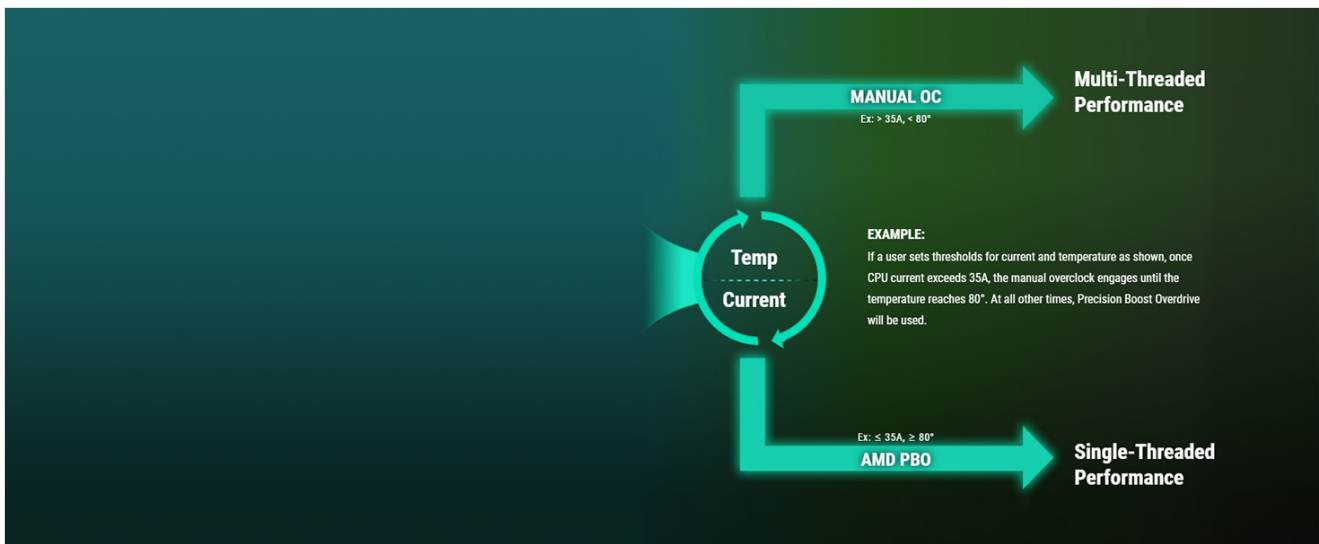 MANUAL OC
Ex: > 35A, < 80°
Multi-Threaded
Performance
Temp
Current
EXAMPLE:
If a user sets thresholds for current and temperature as shown, once
CPU current exceeds 35A, the manual overclock engages until the
temperature reaches 80°. At all other times, Precision Boost Overdrive
will be used.
Ex: ≤ 35A, ≥ 80°
AMD PBO
Single-Threaded
Performance